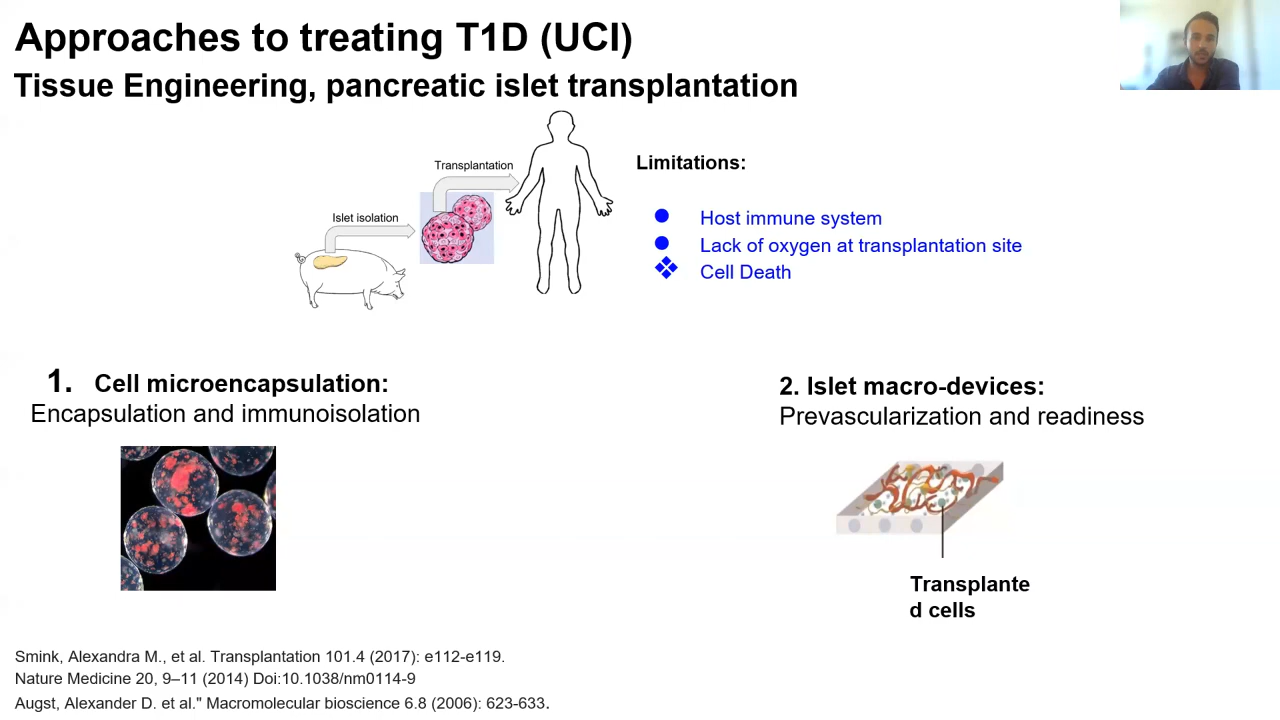 Approaches to treating T1D (UCI)
Tissue Engineering, pancreatic islet transplantation
Transplantation
Islet isolation
Limitations:
● Host immune system
● Lack of oxygen at transplantation site
❖ Cell Death
1. Cell microencapsulation:
Encapsulation and immunoisolation
2. Islet macro-devices:
Prevascularization and readiness
Transplante
d cells
Smink, Alexandra M., et al. Transplantation 101.4 (2017): e112-e119.
Nature Medicine 20, 9–11 (2014) Doi:10.1038/nm0114-9
Augst, Alexander D. et al." Macromolecular bioscience 6.8 (2006): 623-633.